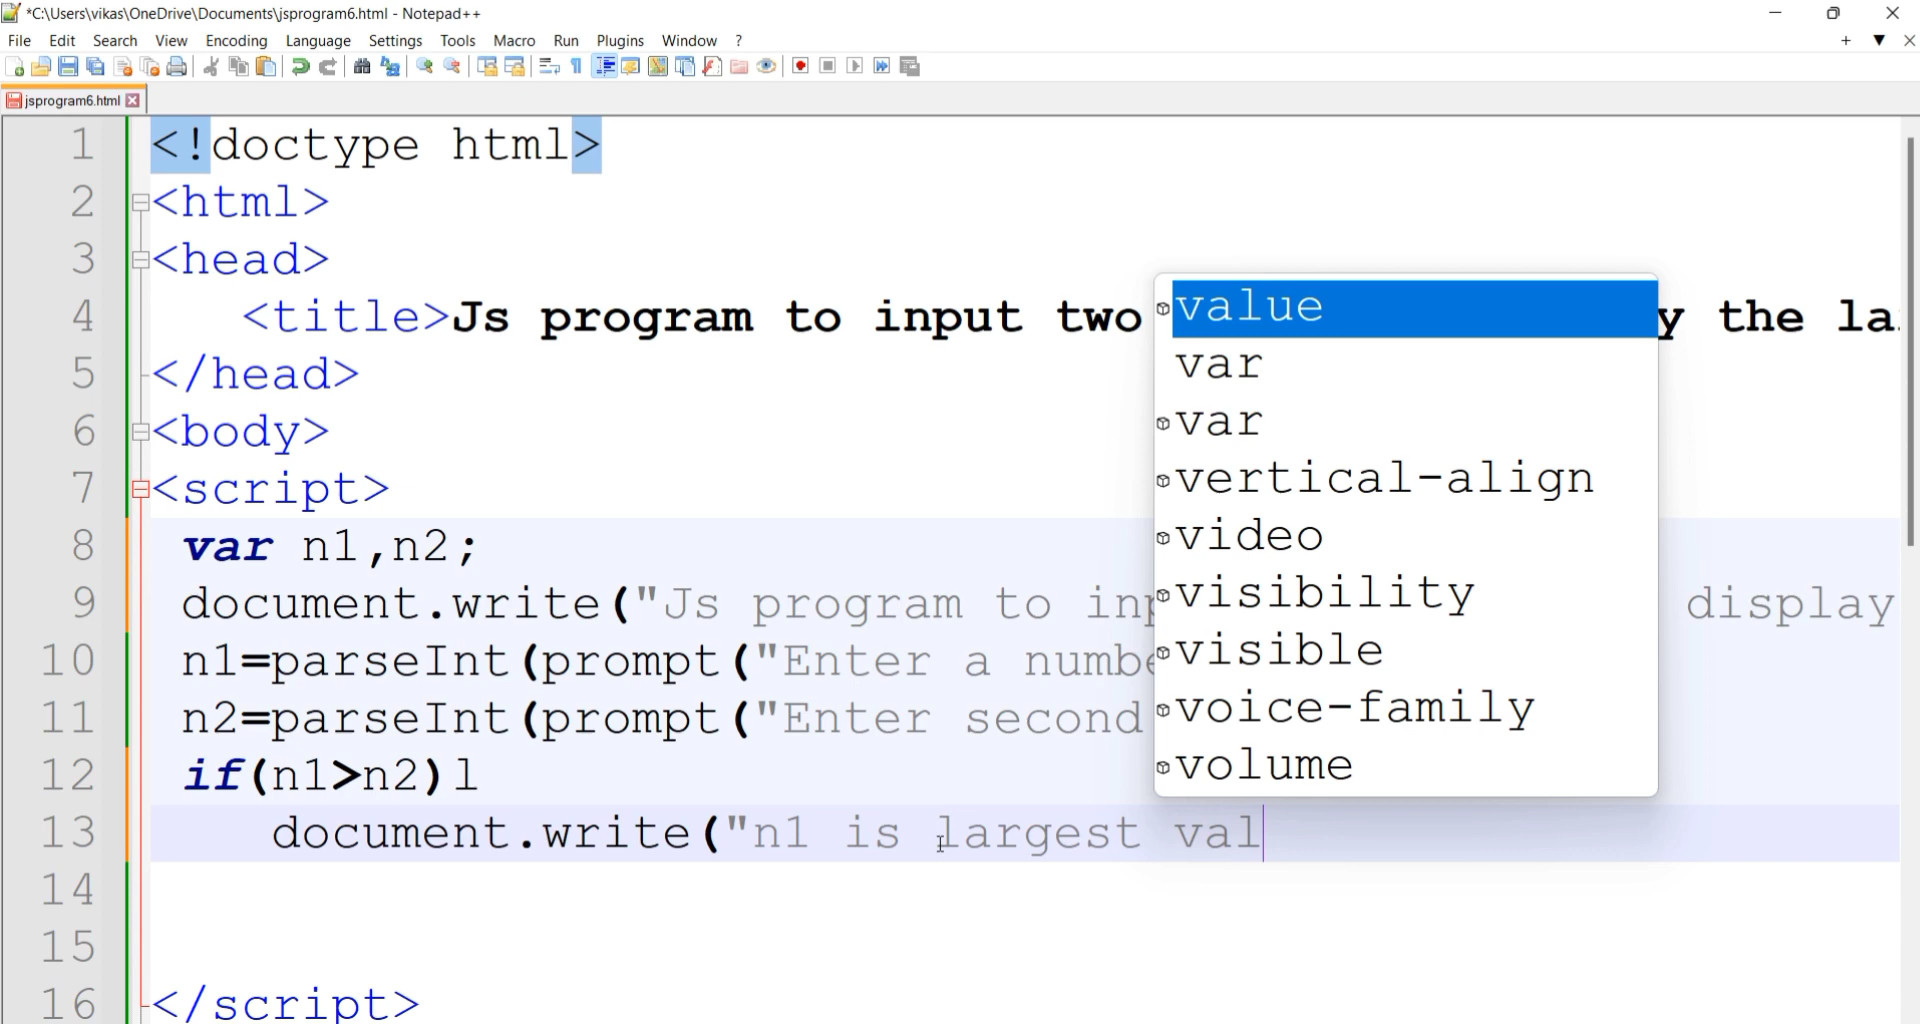 *C:\Users\vikas\OneDrive\Documents\jsprogram6.html - Notepad++
File Edit Search View Encoding Language Settings Tools Macro Run Plugins Window ?
jsprogram6.html
1 <!doctype html>
2 <html>
3 <head>
4 <title>Js program to input two y the la
5 </head>
6 <body>
7 <script>
8 var n1,n2;
9 document.write("Js program to inp display
10 n1=parseInt(prompt("Enter a numbe
11 n2=parseInt(prompt("Enter second
12 if(n1>n2)l
13 document.write("n1 is largest val
14
15
16 </script>
value
var
var
vertical-align
video
visibility
visible
voice-family
volume